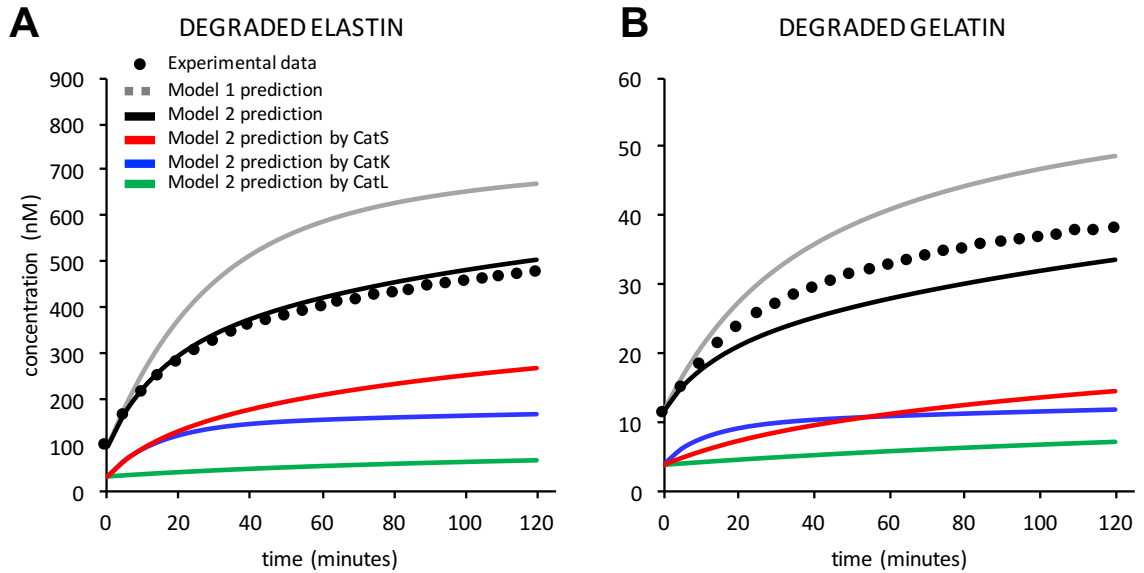 A
DEGRADED ELASTIN
Experimental data
Model 1 prediction
Model 2 prediction
Model 2 prediction by CatS
Model 2 prediction by CatK
Model 2 prediction by CatL
900
800
700
600
500
400
300
200
100
0
concentration (nM)
0 20 40 60 80 100 120
time (minutes)
B
DEGRADED GELATIN
60
50
40
30
20
10
0
0 20 40 60 80 100 120
time (minutes)